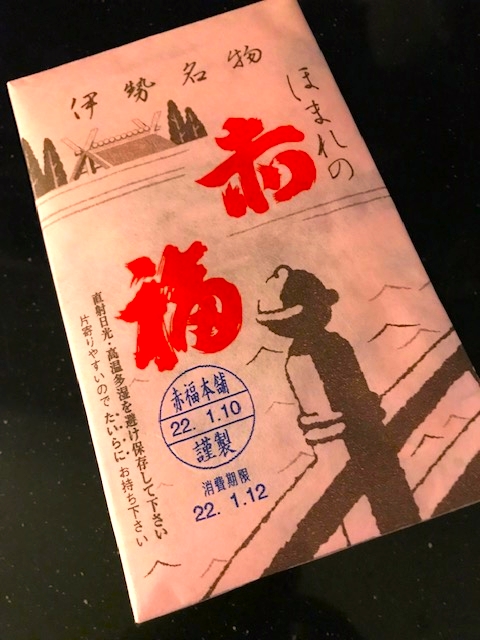 伊勢名物
ほまれの
赤
福
直射日光・高温多湿を避け保存して下さい
片寄りやすいので たいらに お持ち下さい
赤福本舗
22. 1.10
謹製
消費期限
22. 1.12